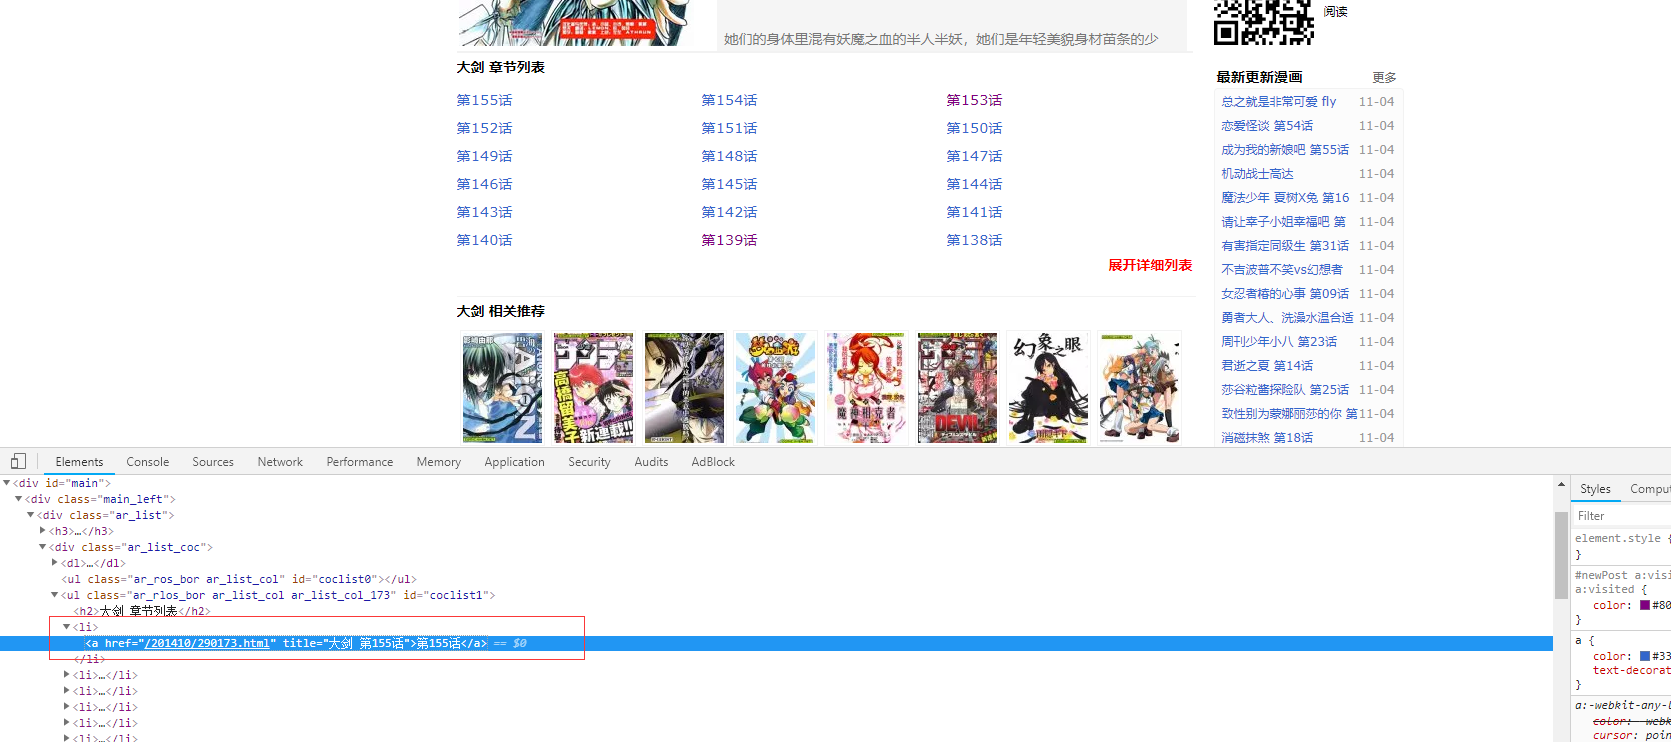 阅读
她们的身体里混有妖魔之血的半人半妖，她们是年轻美貌身材苗条的少
大剑 章节列表
第155话 第154话 第153话
第152话 第151话 第150话
第149话 第148话 第147话
第146话 第145话 第144话
第143话 第142话 第141话
第140话 第139话 第138话
展开详细列表
大剑 相关推荐
幻象之眼
魔神相克者
DEVIL
高橋留美子
新連載!!
最新更新漫画 更多
总之就是非常可爱 fly 11-04
恋爱怪谈 第54话 11-04
成为我的新娘吧 第55话 11-04
机动战士高达 11-04
魔法少年 夏树X兔 第16 11-04
请让幸子小姐幸福吧 第 11-04
有害指定同级生 第31话 11-04
不吉波普不笑vs幻想者 11-04
女忍者椿的心事 第09话 11-04
勇者大人、洗澡水温合适 11-04
周刊少年小八 第23话 11-04
君逝之夏 第14话 11-04
莎谷粒酱探险队 第25话 11-04
致性别为蒙娜丽莎的你 第11-04
消磁抹煞 第18话 11-04
Elements Console Sources Network Performance Memory Application Security Audits AdBlock
<div id="main">
<div class="main_left">
<div class="ar_list">
<h3>…</h3>
<div class="ar_list_coc">
<dl>…</dl>
<ul class="ar_ros_bor ar_list_col" id="coclist0"></ul>
<ul class="ar_rlos_bor ar_list_col ar_list_col_173" id="coclist1">
<h2>大剑 章节列表</h2>
<li>
<a href="/201410/290173.html" title="大剑 第155话">第155话</a> == $0
</li>
<li>…</li>
<li>…</li>
<li>…</li>
<li>…</li>
<li>…</li>
Styles Comput
Filter
element.style {
}
#newPost a:visi
a:visited {
color: #80
}
a {
color: #33
text-decorat
}
a:-webkit-any-l
color: -webk
cursor: poin